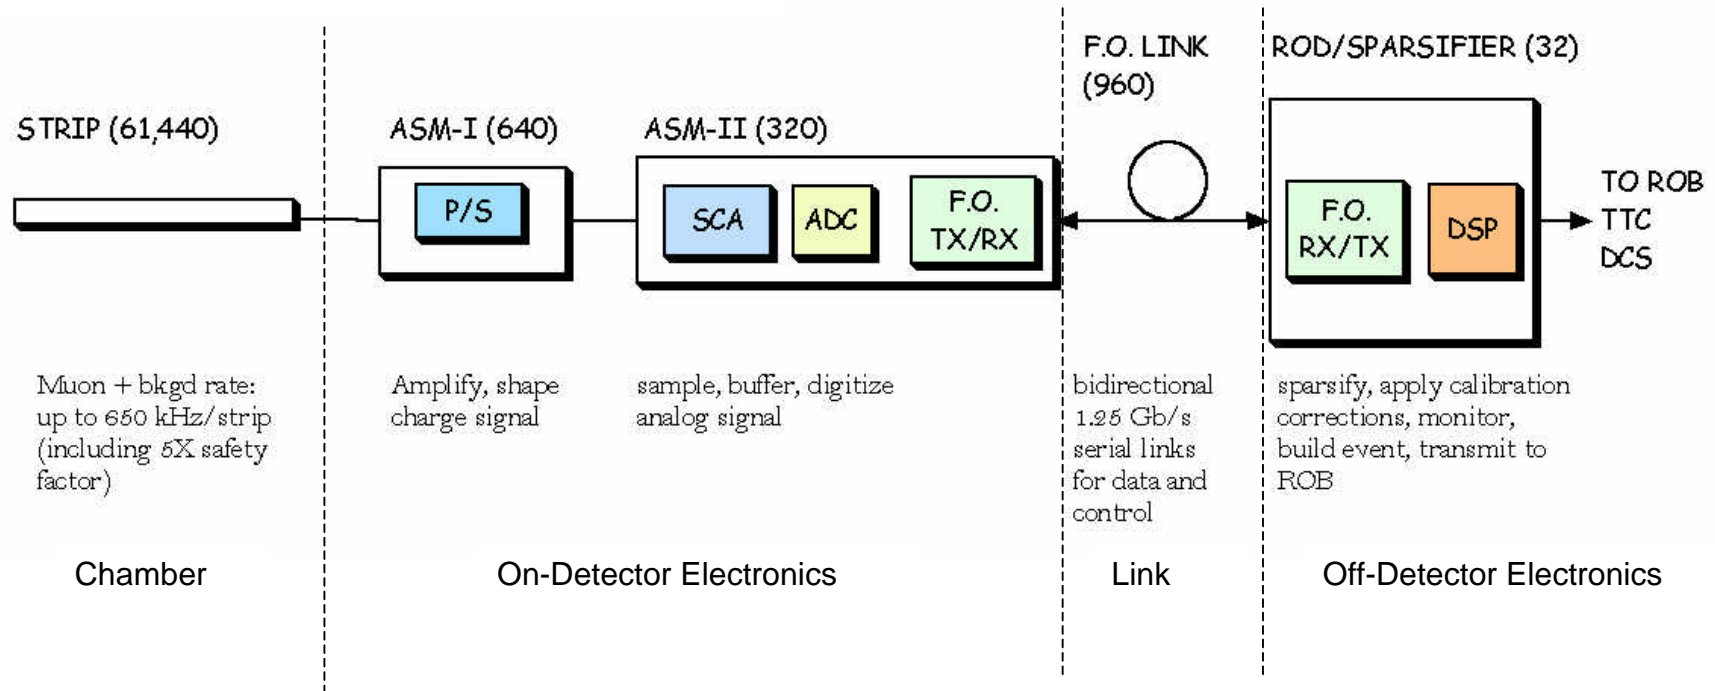 STRIP (61,440)
ASM-I (640)
P/S
ASM-II (320)
SCA
ADC
F.O.
TX/RX
F.O. LINK
(960)
ROD/SPARSIFIER (32)
F.O.
RX/TX
DSP
TO ROB
TTC
DCS
Muon + bkgd rate:
up to 650 kHz/strip
(including 5X safety
factor)
Amplify, shape
charge signal
sample, buffer, digitize
analog signal
bidirectional
1.25 Gb/s
serial links
for data and
control
sparsify, apply calibration
corrections, monitor,
build event, transmit to
ROB
Chamber
On-Detector Electronics
Link
Off-Detector Electronics